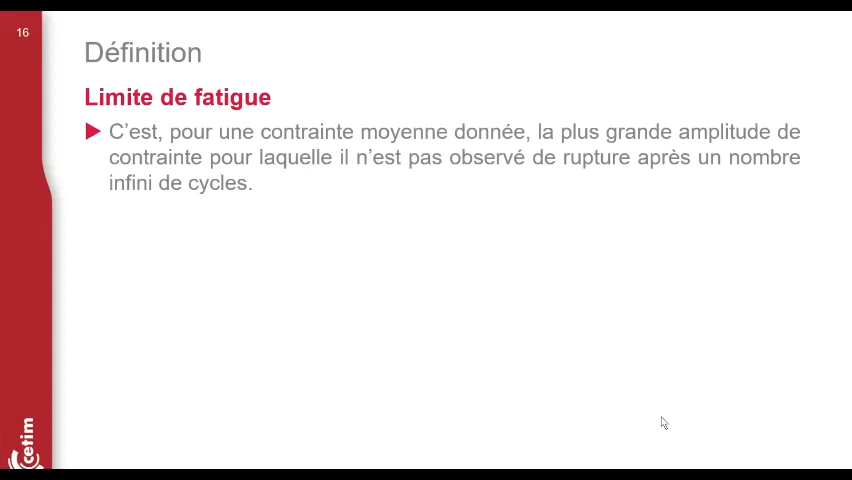 16
Définition
Limite de fatigue
C’est, pour une contrainte moyenne donnée, la plus grande amplitude de
contrainte pour laquelle il n’est pas observé de rupture après un nombre
infini de cycles.
cetim